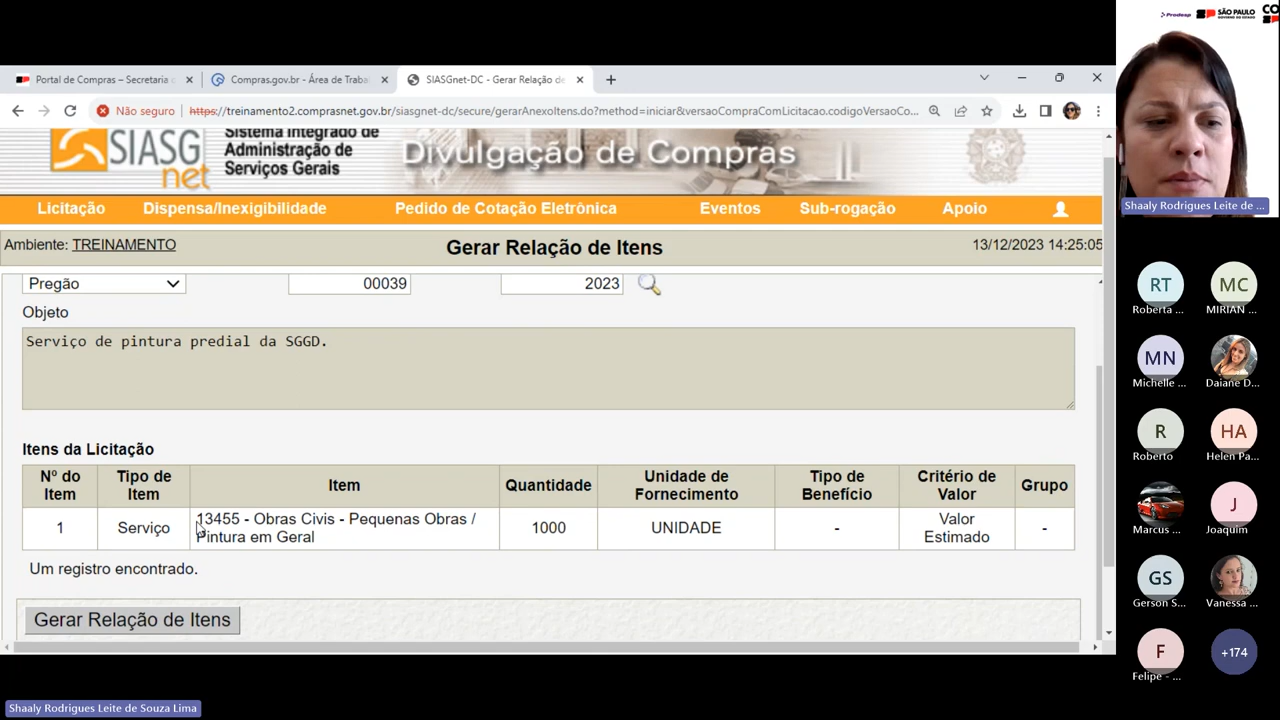 Prodesp SÃO PAULO GOVERNO DO ESTADO
Portal de Compras – Secretaria
Compras.gov.br - Área de Traba
SIASGnet-DC - Gerar Relação de
Não seguro
https://treinamento2.comprasnet.gov.br/siasgnet-dc/secure/gerarAnexoItens.do?method=iniciar&versaoCompraComLicitacao.codigoVersaoCo...
SIASG
net
Sistema Integrado de
Administração de
Serviços Gerais
Divulgação de Compras
Licitação Dispensa/Inexigibilidade Pedido de Cotação Eletrônica Eventos Sub-rogação Apoio
Ambiente: TREINAMENTO
Gerar Relação de Itens
13/12/2023 14:25:05
Pregão 00039 2023
Objeto
Serviço de pintura predial da SGGD.
Itens da Licitação
Nº do Item
Tipo de Item
Item
Quantidade
Unidade de Fornecimento
Tipo de Benefício
Critério de Valor
Grupo
1
Serviço
13455 - Obras Civis - Pequenas Obras /
Pintura em Geral
1000
UNIDADE
-
Valor Estimado
-
Um registro encontrado.
Gerar Relação de Itens
Shaaly Rodrigues Leite de ...
RT
Roberta ...
MC
MIRIAN ...
MN
Michelle ...
Daiane D...
R
Roberto
HA
Helen Pa...
Marcus ...
J
Joaquim
GS
Gerson S...
Vanessa ...
F
Felipe - ...
+174
Shaaly Rodrigues Leite de Souza Lima